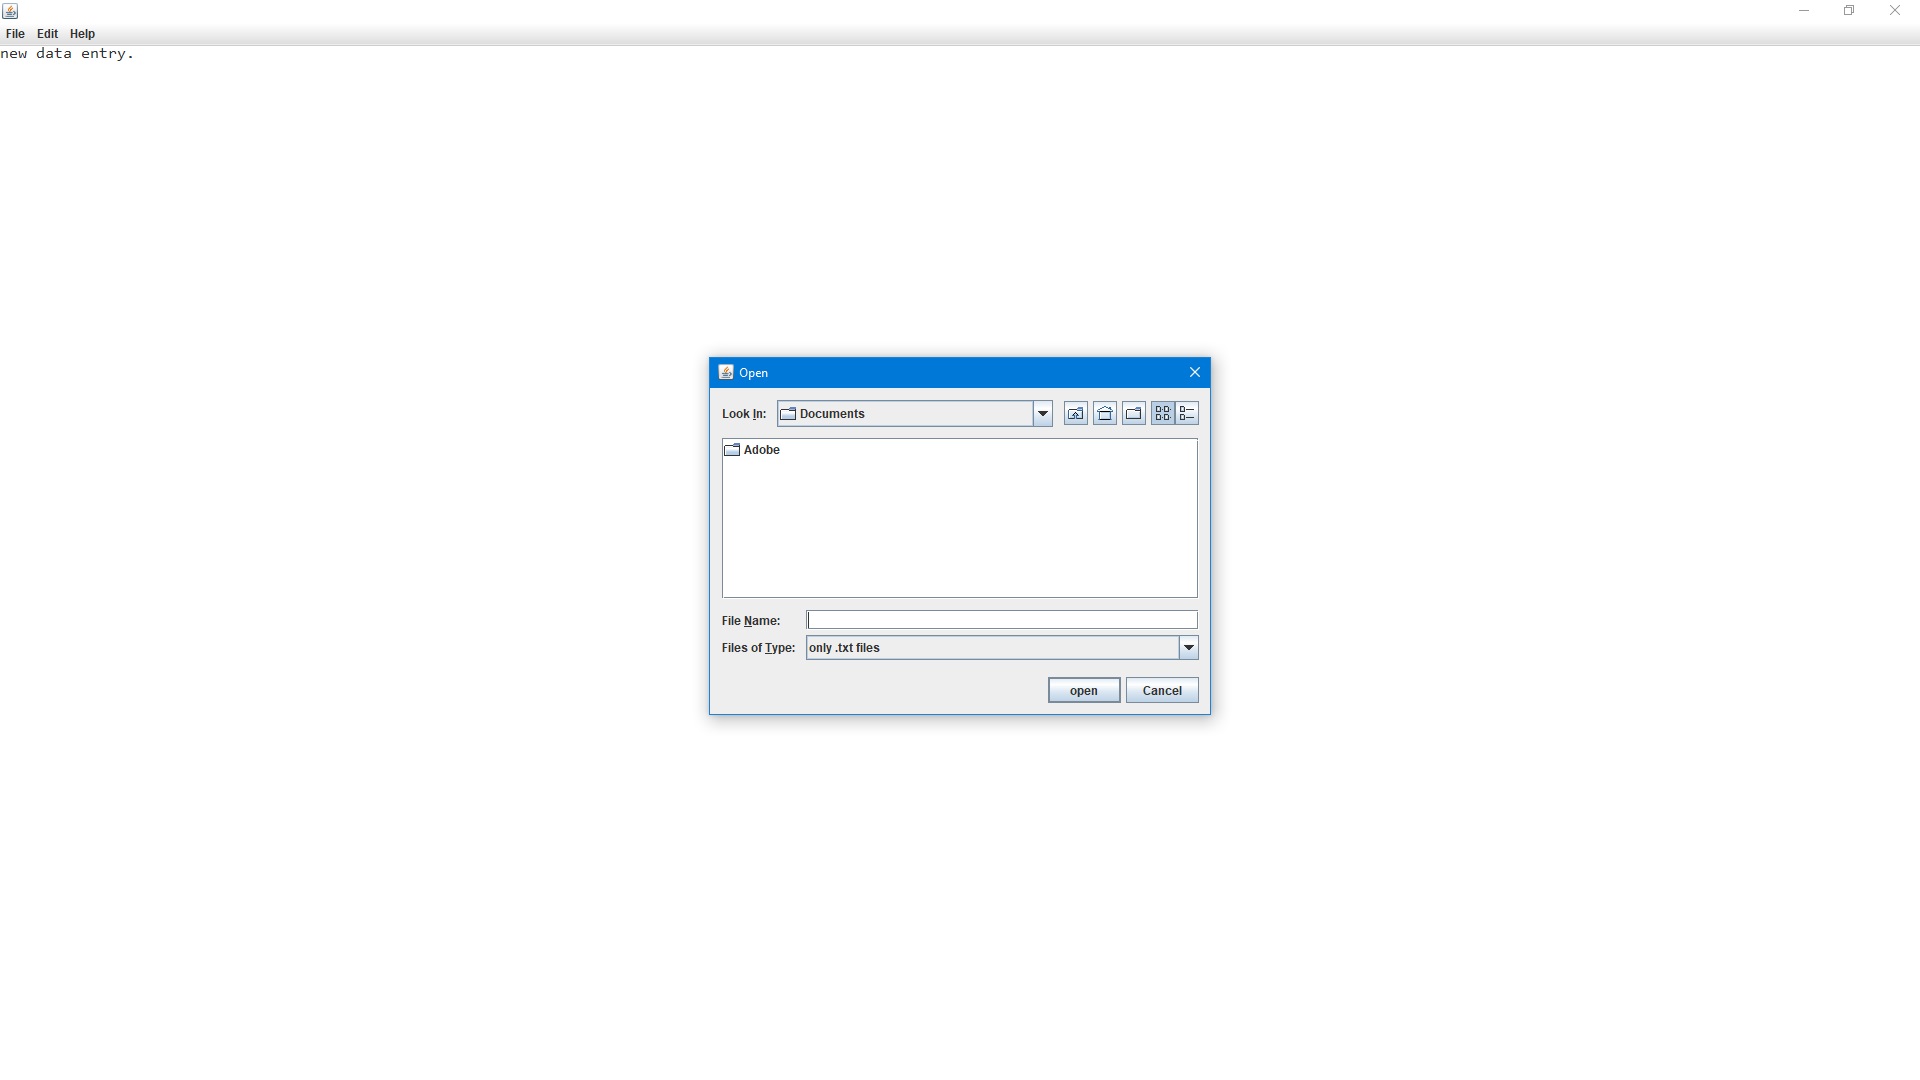 File Edit Help
new data entry.
Open
Look In: Documents
Adobe
File Name:
Files of Type: only .txt files
open Cancel